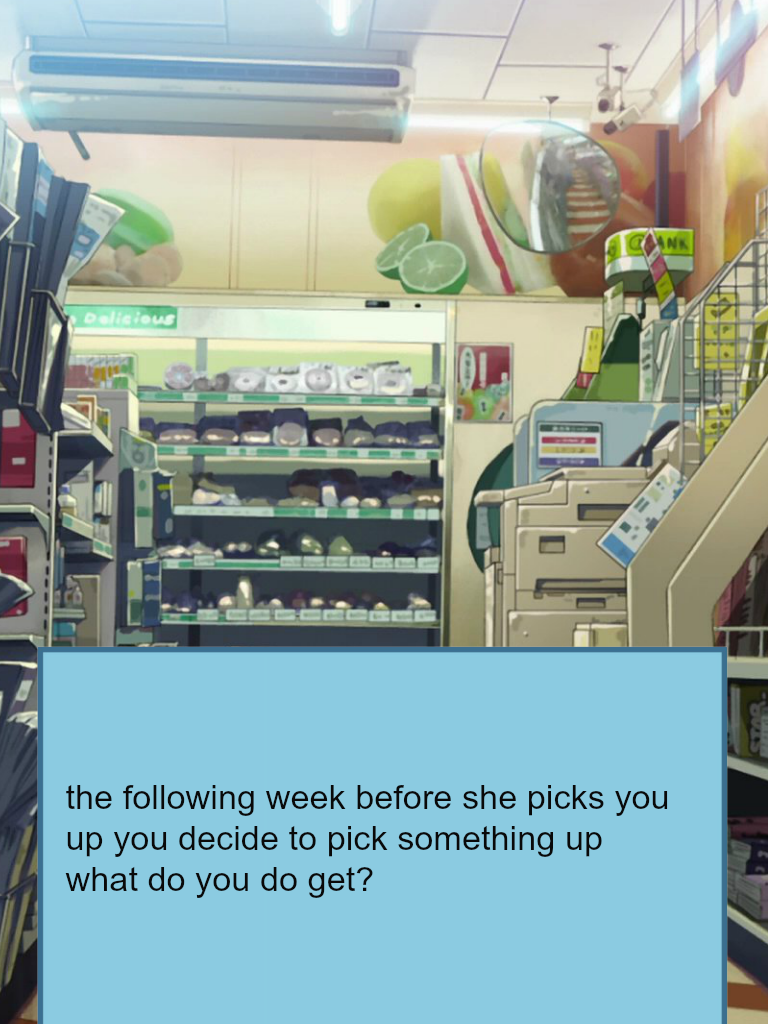 @BANK
Delicious
the following week before she picks you
up you decide to pick something up
what do you do get?